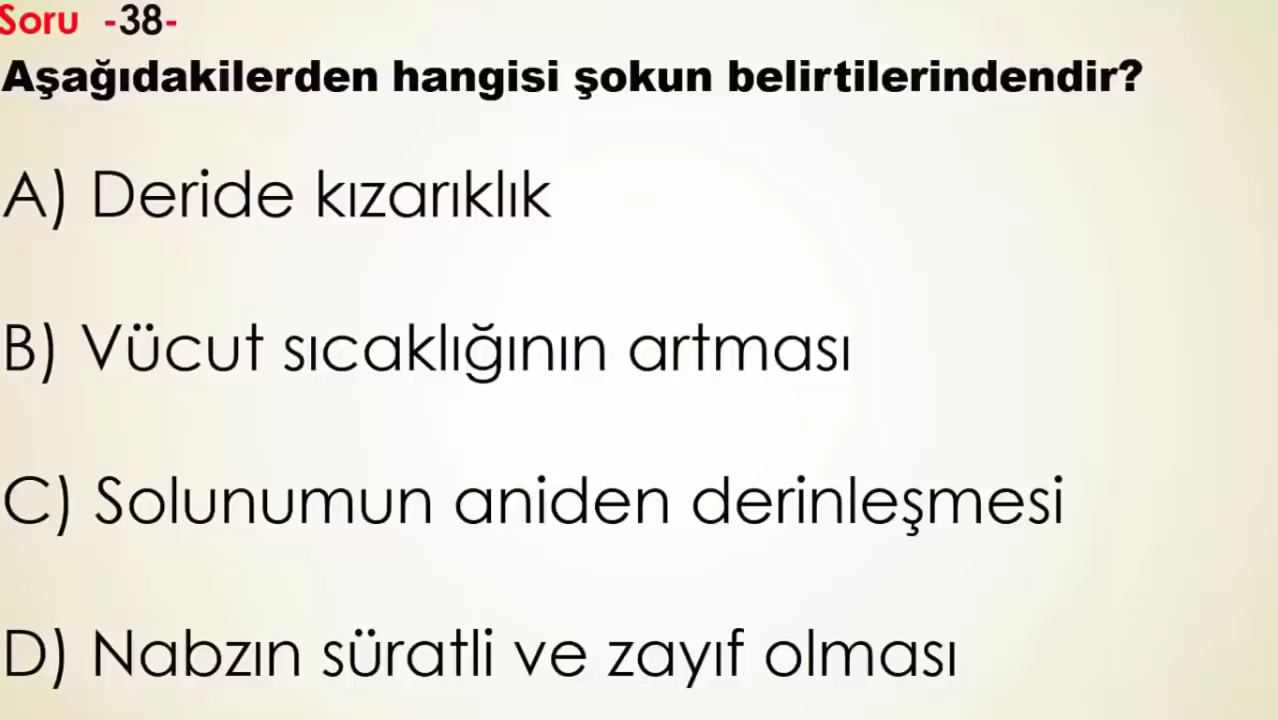 Soru -38-
Aşağıdakilerden hangisi şokun belirtilerindendir?
A) Deride kızarıklık
B) Vücut sıcaklığının artması
C) Solunumun aniden derinleşmesi
D) Nabzın süratli ve zayıf olması